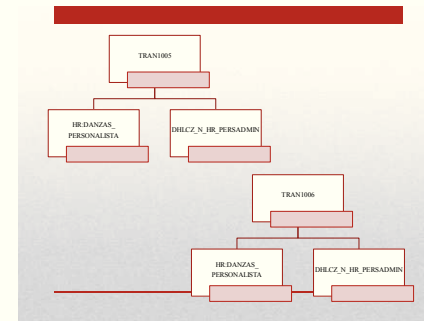 TRAN1005
HR:DANZAS_
PERSONALISTA
DHLCZ_N_HR_PERSADMIN
TRAN1006
HR:DANZAS_
PERSONALISTA
DHLCZ_N_HR_PERSADMIN